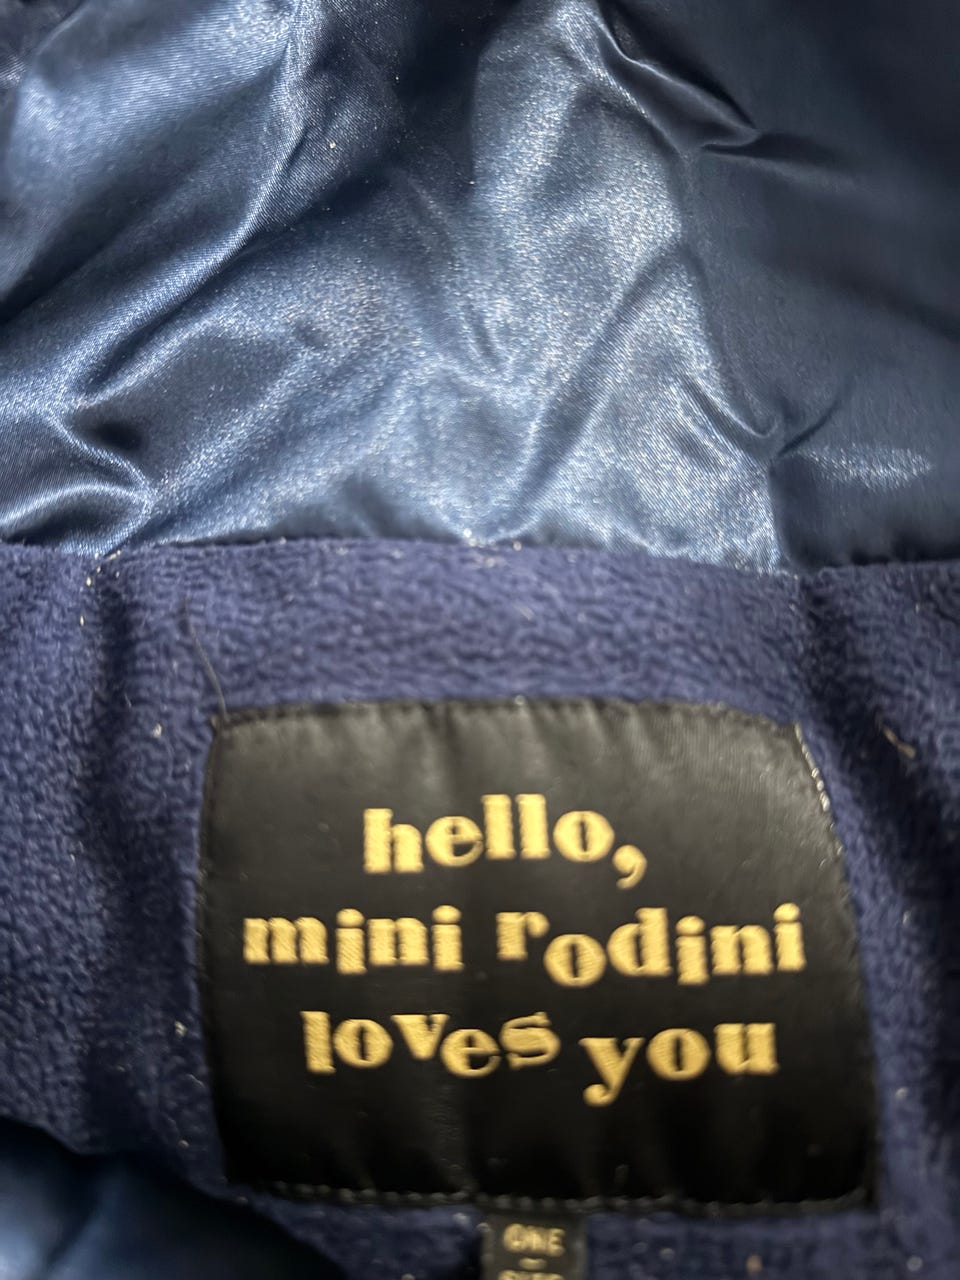 hello,
mini rodini
loves you
ONE